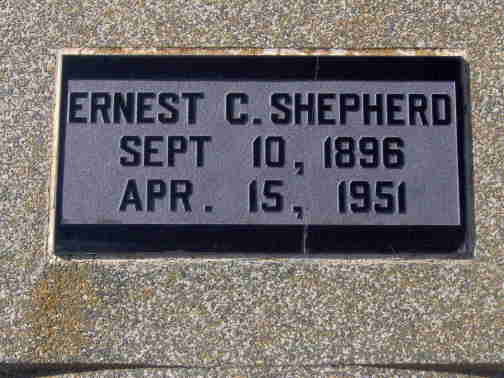 ERNEST C. SHEPHERD
SEPT 10, 1896
APR. 15, 1951